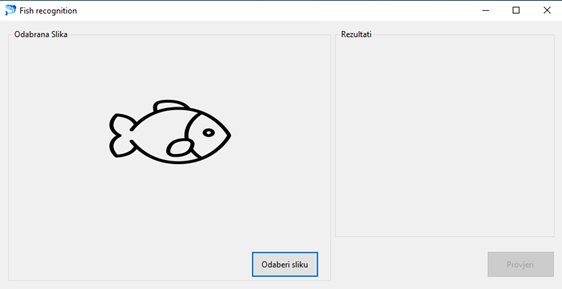 Fish recognition
Odabrana Slika
Rezultati
Odaberi sliku
Provjeri